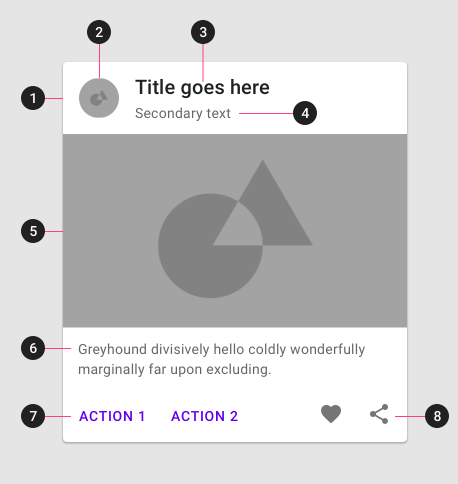 2
3
1
Title goes here
Secondary text
4
5
6
Greyhound divisively hello coldly wonderfully
marginally far upon excluding.
7
ACTION 1
ACTION 2
8